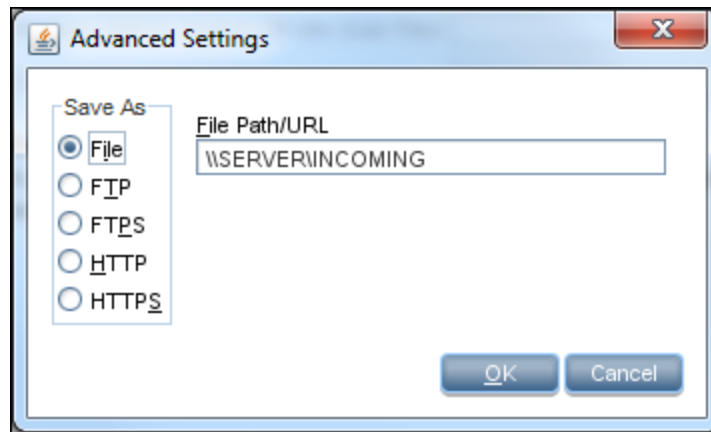 Advanced Settings
Save As
File
FTP
FTPS
HTTP
HTTPS
File Path/URL
\\SERVER\INCOMING
OK
Cancel